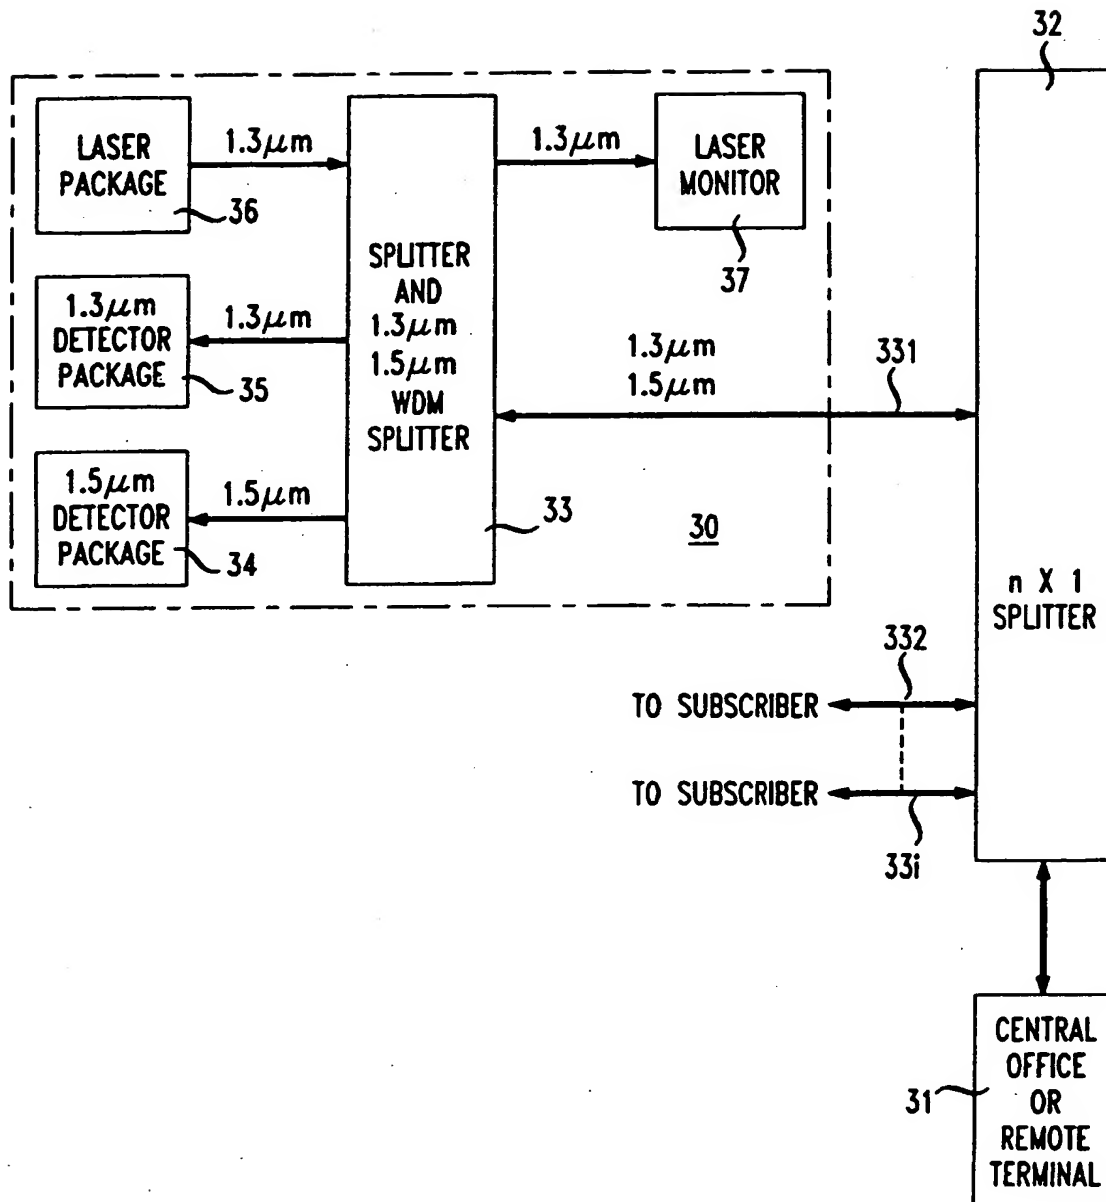 32
LASER
PACKAGE
36
1.3μm
1.3μm
LASER
MONITOR
37
SPLITTER
AND
1.3μm
1.5μm
WDM
SPLITTER
33
1.3μm
DETECTOR
PACKAGE
35
1.3μm
1.3μm
1.5μm
331
1.5μm
DETECTOR
PACKAGE
34
1.5μm
30
n X 1
SPLITTER
332
TO SUBSCRIBER
TO SUBSCRIBER
33i
31
CENTRAL
OFFICE
OR
REMOTE
TERMINAL